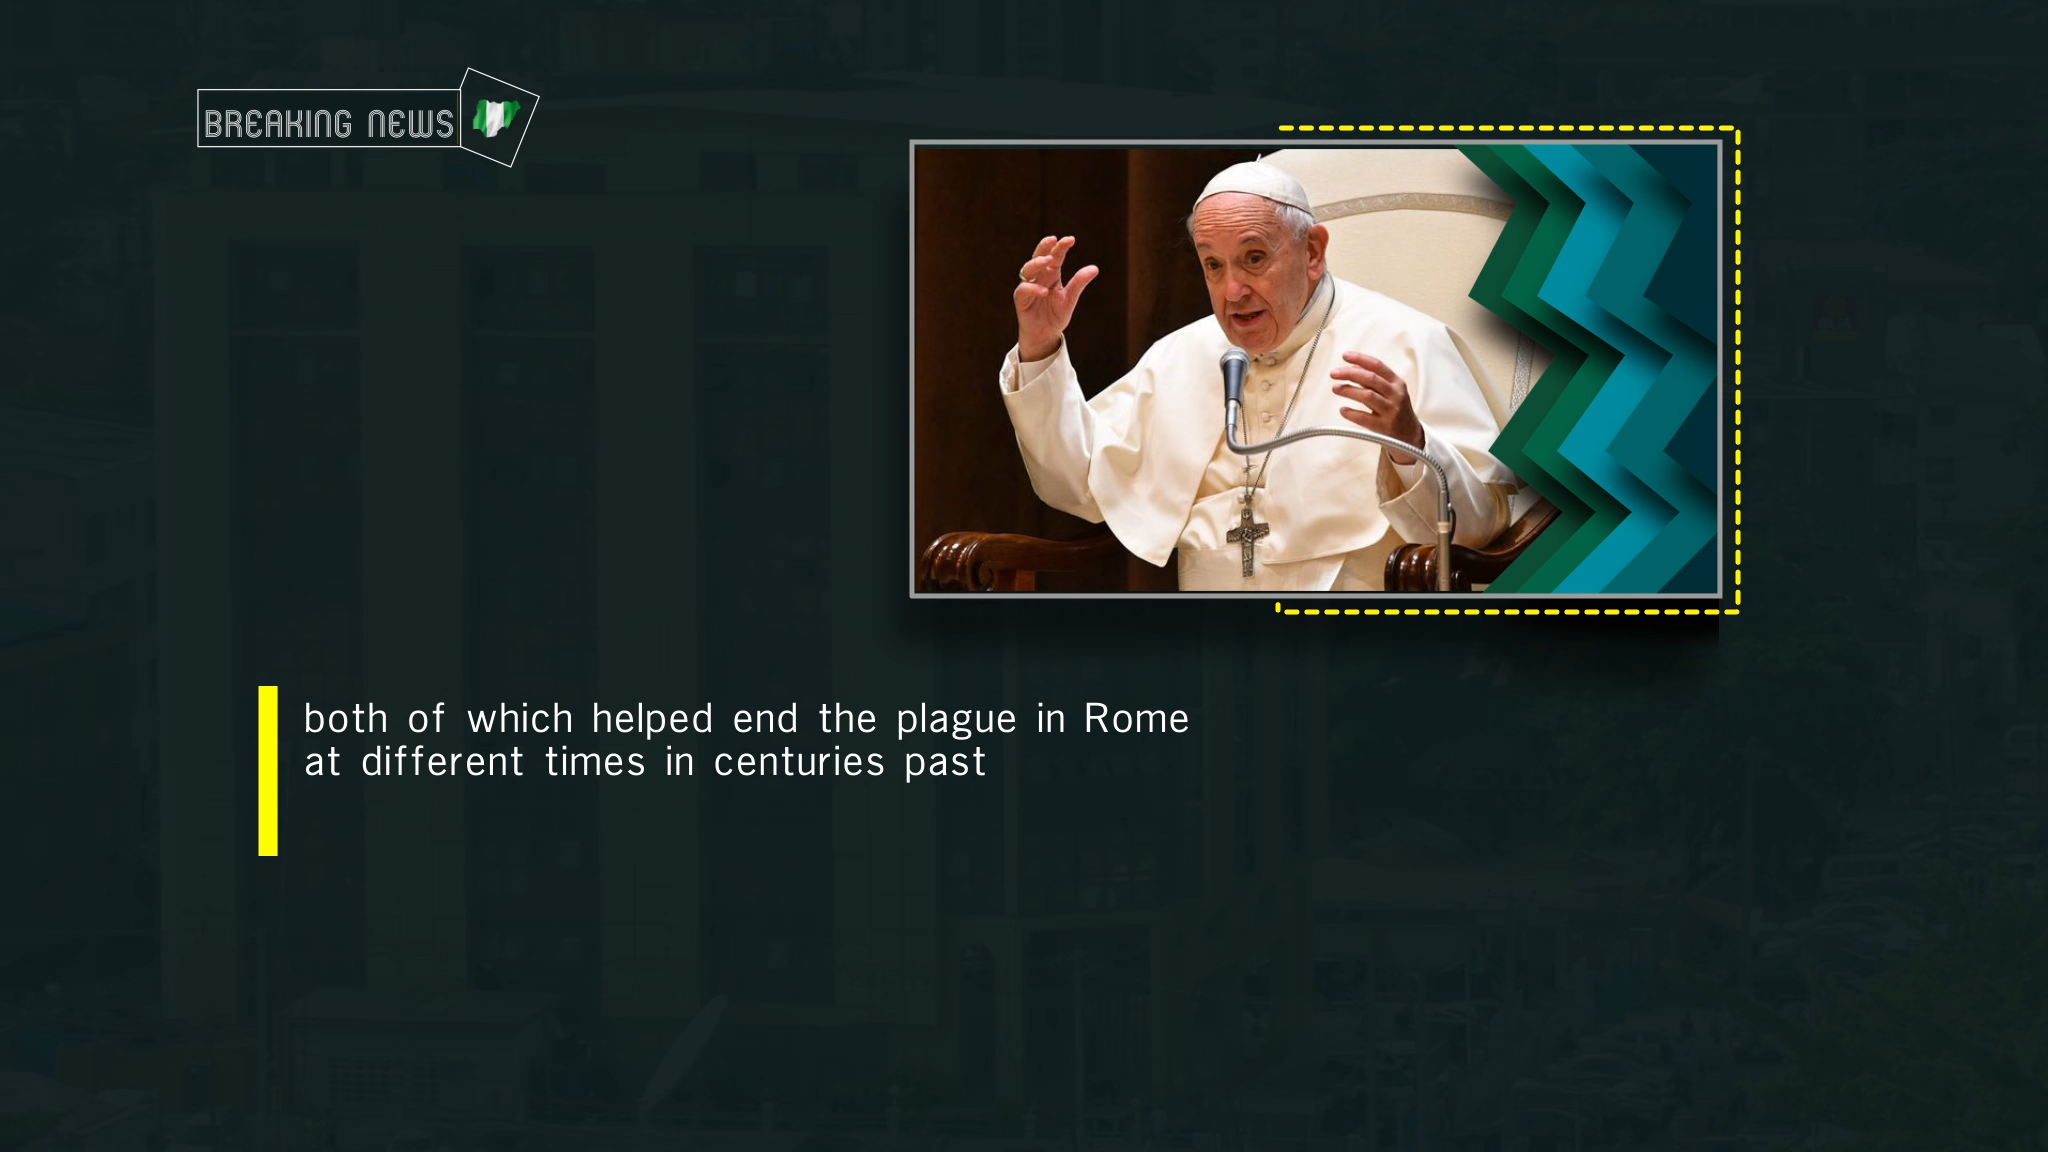 BREAKING NEWS
both of which helped end the plague in Rome
at different times in centuries past